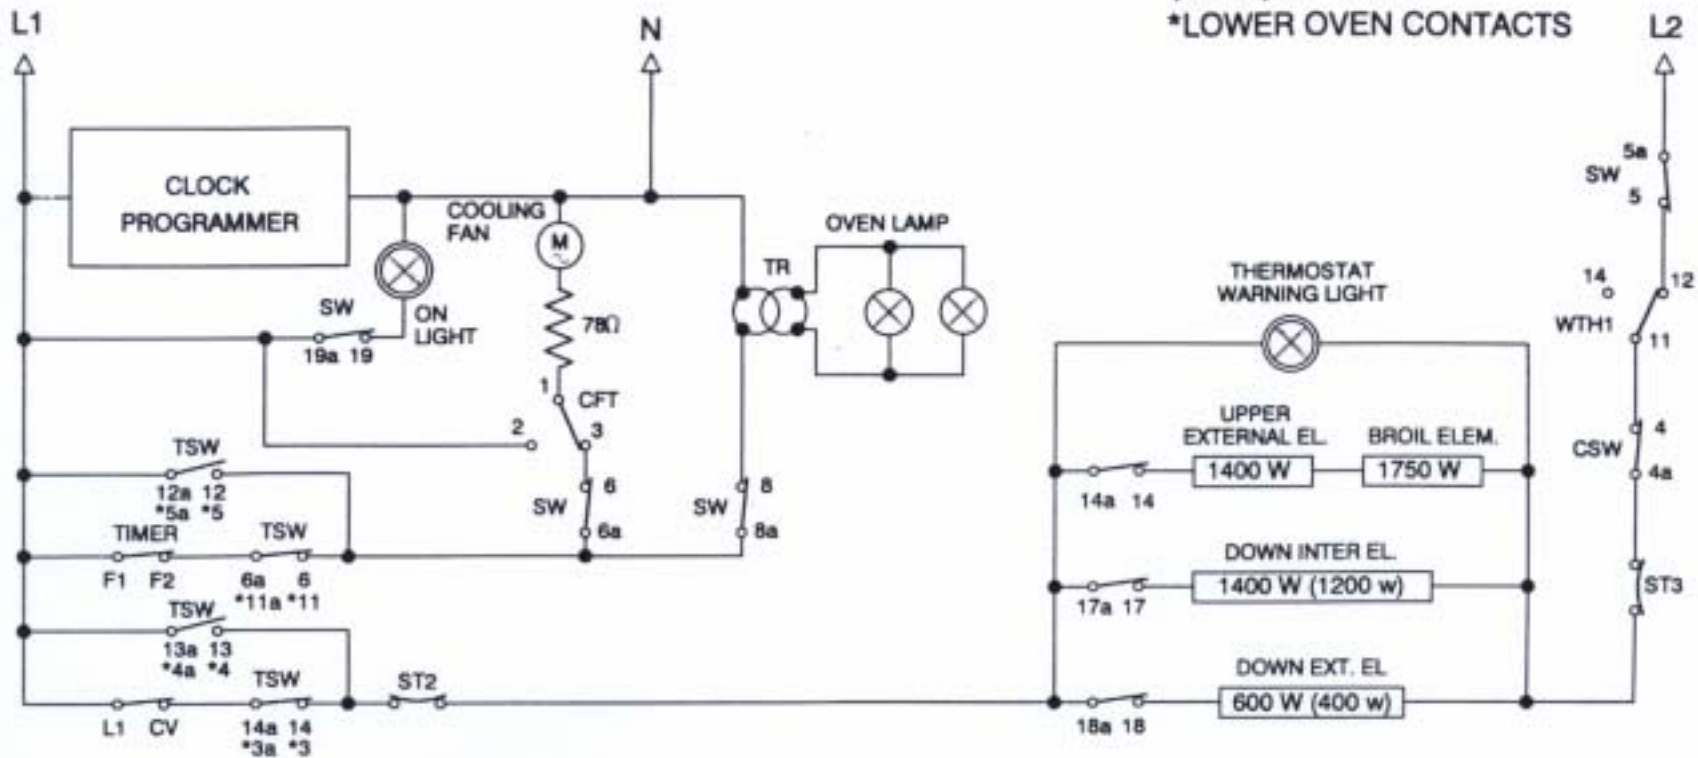 *LOWER OVEN CONTACTS
L1
N
L2
CLOCK
PROGRAMMER
COOLING
FAN
M
SW
19a 19
ON
LIGHT
78Ω
1
CFT
2
3
TR
OVEN LAMP
THERMOSTAT
WARNING LIGHT
5a
SW
5
14
12
WTH1
11
UPPER
EXTERNAL EL.
BROIL ELEM.
1400 W
1750 W
14a 14
4
CSW
4a
TSW
12a 12
*5a *5
SW
6
6a
SW
8
8a
TIMER
F1 F2
TSW
6a 6
*11a *11
DOWN INTER EL.
1400 W (1200 w)
17a 17
ST3
TSW
13a 13
*4a *4
L1 CV
TSW
14a 14
*3a *3
ST2
DOWN EXT. EL
600 W (400 w)
18a 18